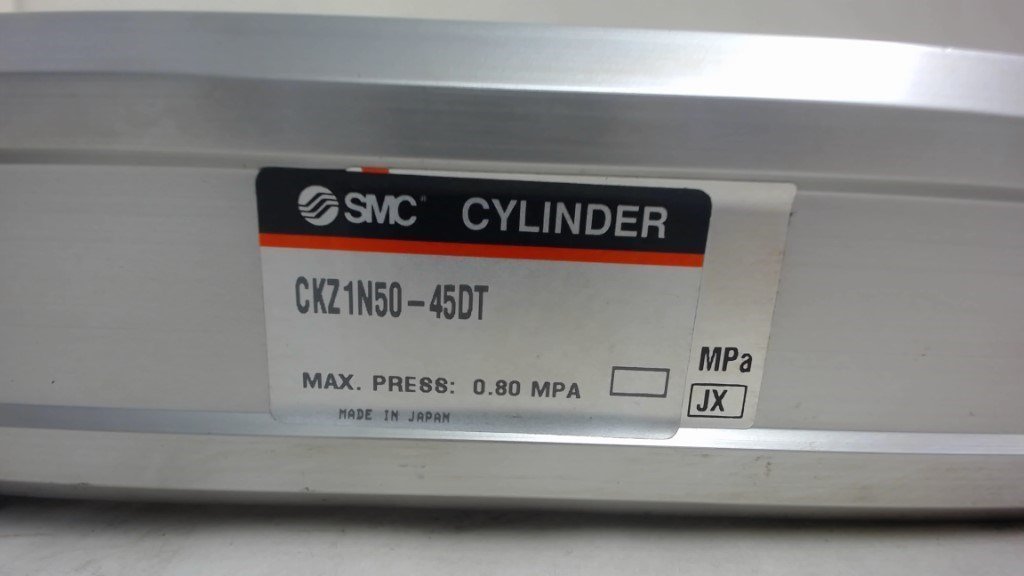 SMC® CYLINDER
CKZ1N50-45DT
MAX. PRESS: 0.80 MPA
MADE IN JAPAN
MPa
JX